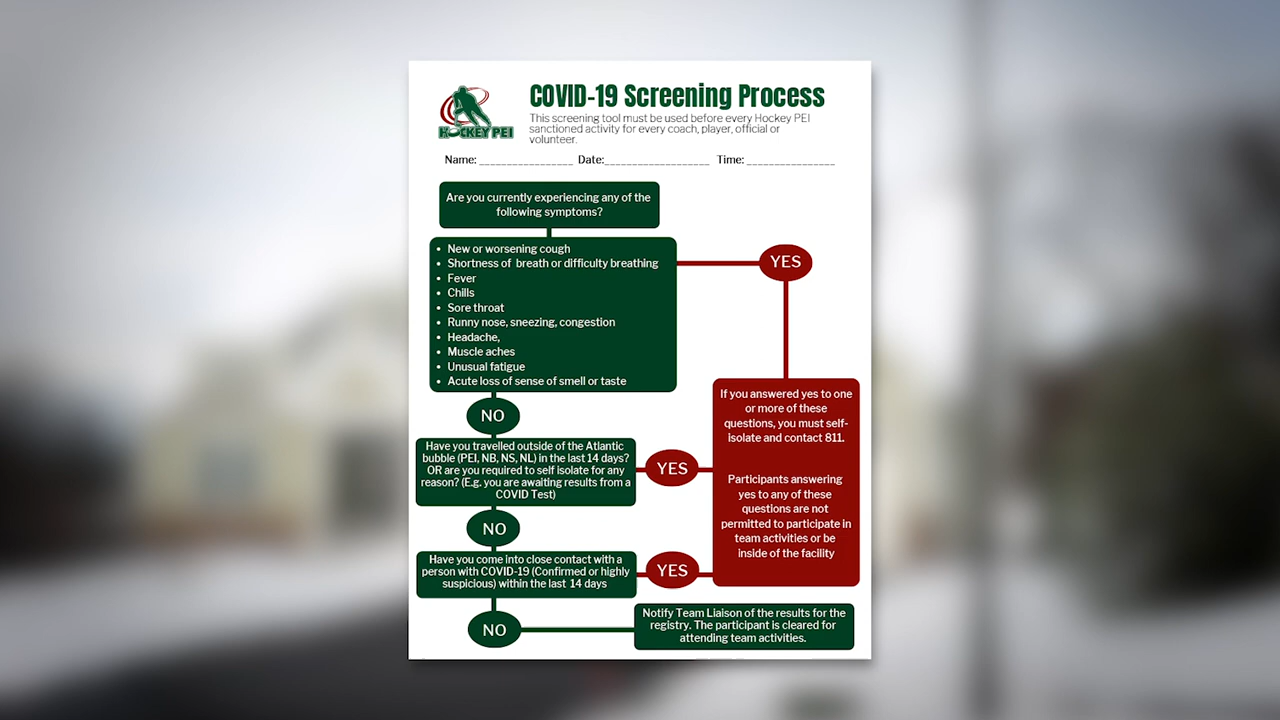 HOCKEY PEI
COVID-19 Screening Process
This screening tool must be used before every Hockey PEI
sanctioned activity for every coach, player, official or
volunteer.
Name: _________________ Date:___________________ Time: ________________
Are you currently experiencing any of the
following symptoms?
• New or worsening cough
• Shortness of breath or difficulty breathing
• Fever
• Chills
• Sore throat
• Runny nose, sneezing, congestion
• Headache,
• Muscle aches
• Unusual fatigue
• Acute loss of sense of smell or taste
YES
If you answered yes to one
or more of these
questions, you must self-
isolate and contact 811.
Participants answering
yes to any of these
questions are not
permitted to participate in
team activities or be
inside of the facility
NO
Have you travelled outside of the Atlantic
bubble (PEI, NB, NS, NL) in the last 14 days?
OR are you required to self isolate for any
reason? (E.g. you are awaiting results from a
COVID Test)
YES
NO
Have you come into close contact with a
person with COVID-19 (Confirmed or highly
suspicious) within the last 14 days
YES
NO
Notify Team Liaison of the results for the
registry. The participant is cleared for
attending team activities.